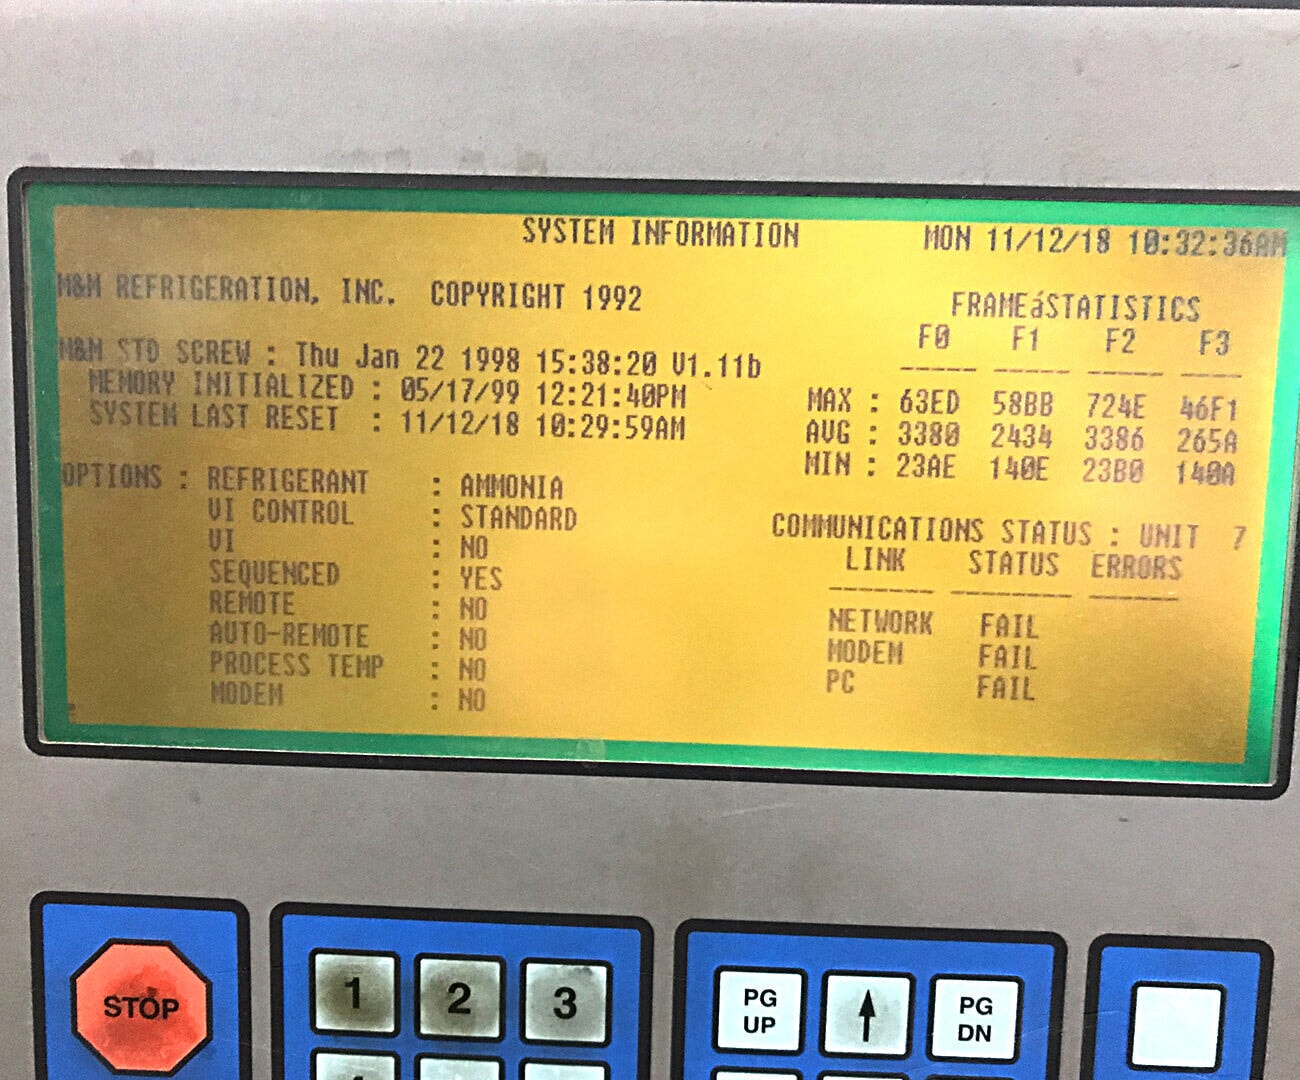 SYSTEM INFORMATION MON 11/12/18 10:32:36AM
M&M REFRIGERATION, INC. COPYRIGHT 1992
M&M STD SCREW : Thu Jan 22 1998 15:38:20 V1.11b
MEMORY INITIALIZED : 05/17/99 12:21:40PM
SYSTEM LAST RESET : 11/12/18 10:29:59AM
OPTIONS : REFRIGERANT : AMMONIA
VI CONTROL : STANDARD
VI : NO
SEQUENCED : YES
REMOTE : NO
AUTO-REMOTE : NO
PROCESS TEMP : NO
MODEM : NO
FRAMEáSTATISTICS
F0 F1 F2 F3
----- ----- ----- ----
MAX : 63ED 58BB 724E 46F1
AVG : 3380 2434 3386 265A
MIN : 23AE 140E 23B0 140A
COMMUNICATIONS STATUS : UNIT 7
LINK STATUS ERRORS
------- -------- ------
NETWORK FAIL
MODEM FAIL
PC FAIL
STOP
1 2 3
PG UP
PG DN